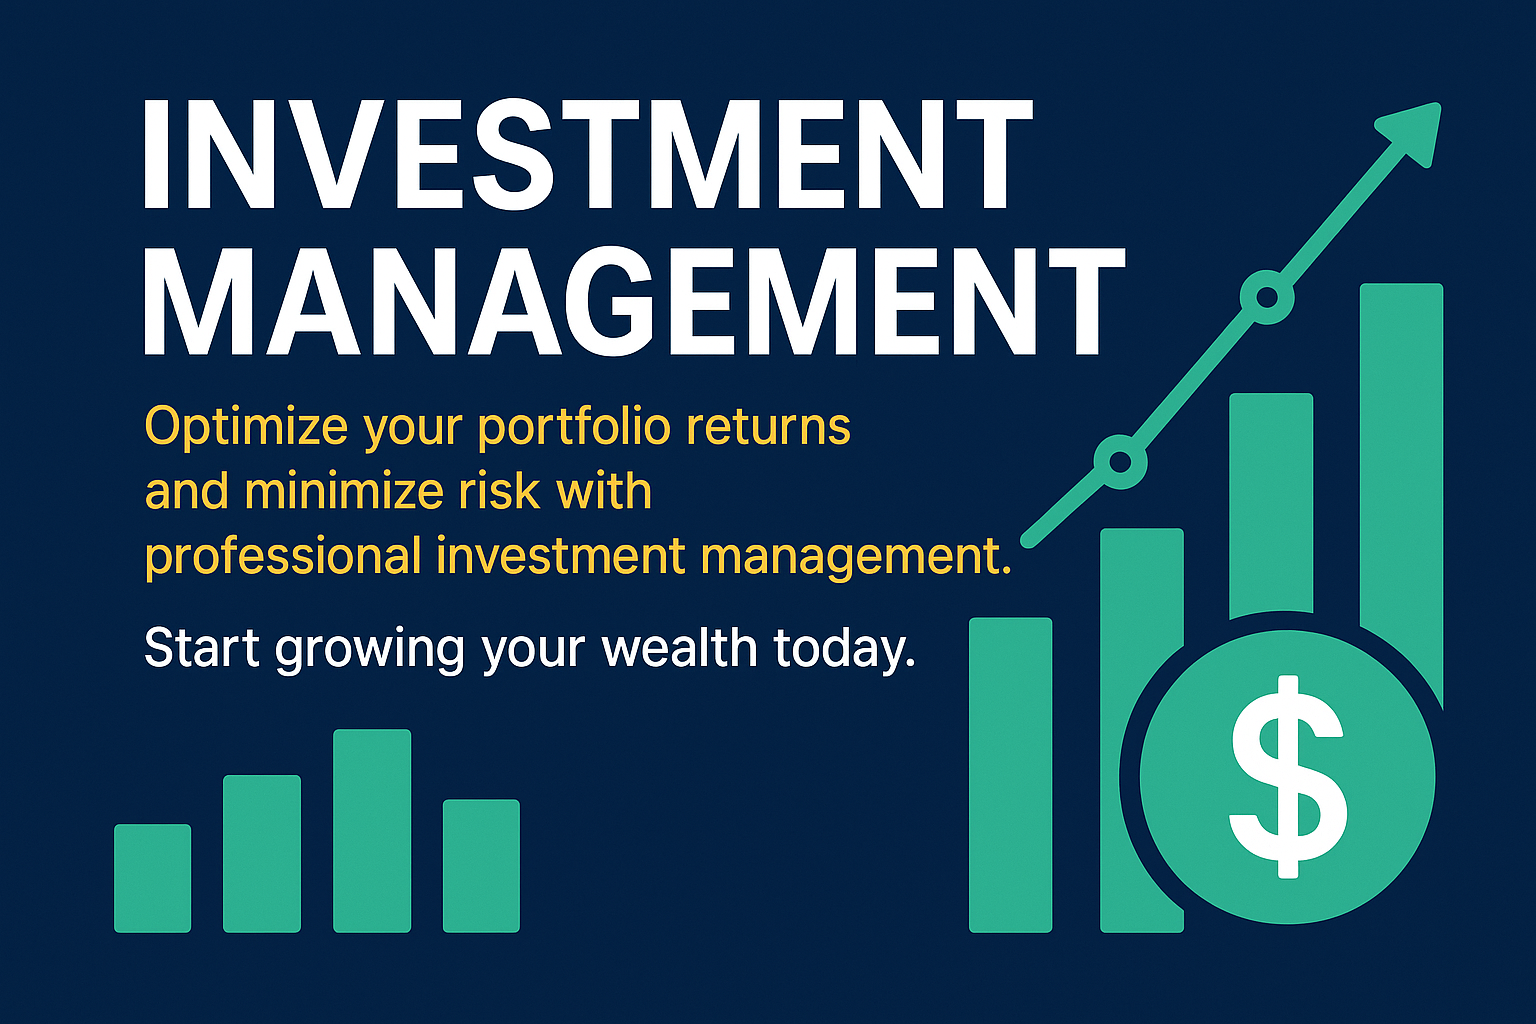 INVESTMENT
MANAGEMENT
Optimize your portfolio returns
and minimize risk with
professional investment management.
Start growing your wealth today.
$